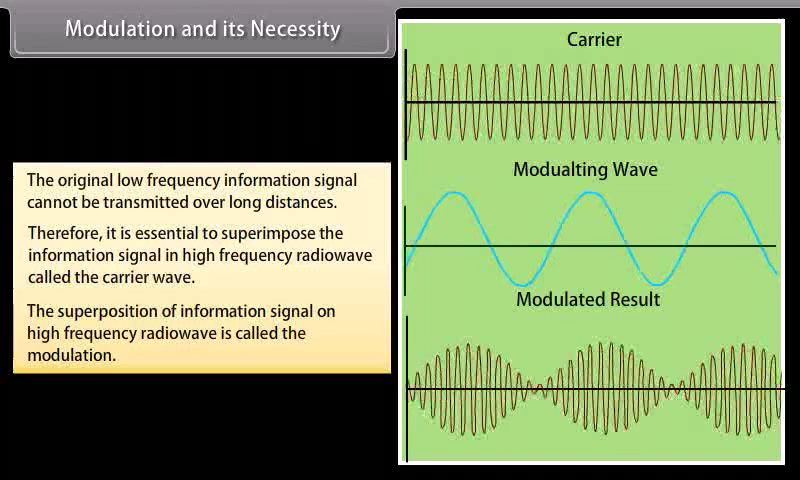 Modulation and its Necessity
The original low frequency information signal
cannot be transmitted over long distances.
Therefore, it is essential to superimpose the
information signal in high frequency radiowave
called the carrier wave.
The superposition of information signal on
high frequency radiowave is called the
modulation.
Carrier
Modualting Wave
Modulated Result